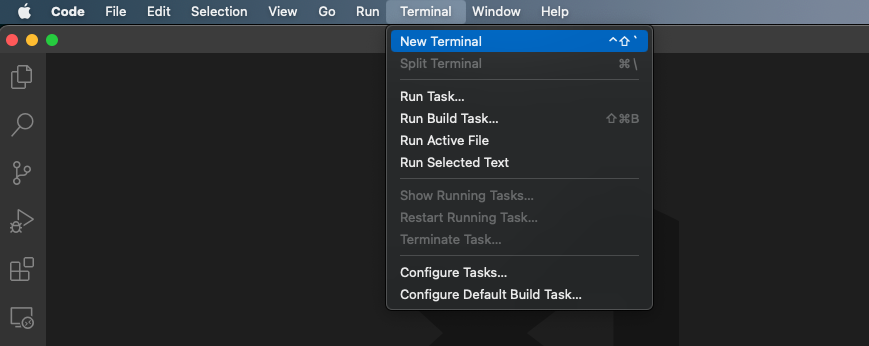 Code File Edit Selection View Go Run Terminal Window Help
New Terminal ^⇧`
Split Terminal ⌘\
Run Task...
Run Build Task... ⇧⌘B
Run Active File
Run Selected Text
Show Running Tasks...
Restart Running Task...
Terminate Task...
Configure Tasks...
Configure Default Build Task...